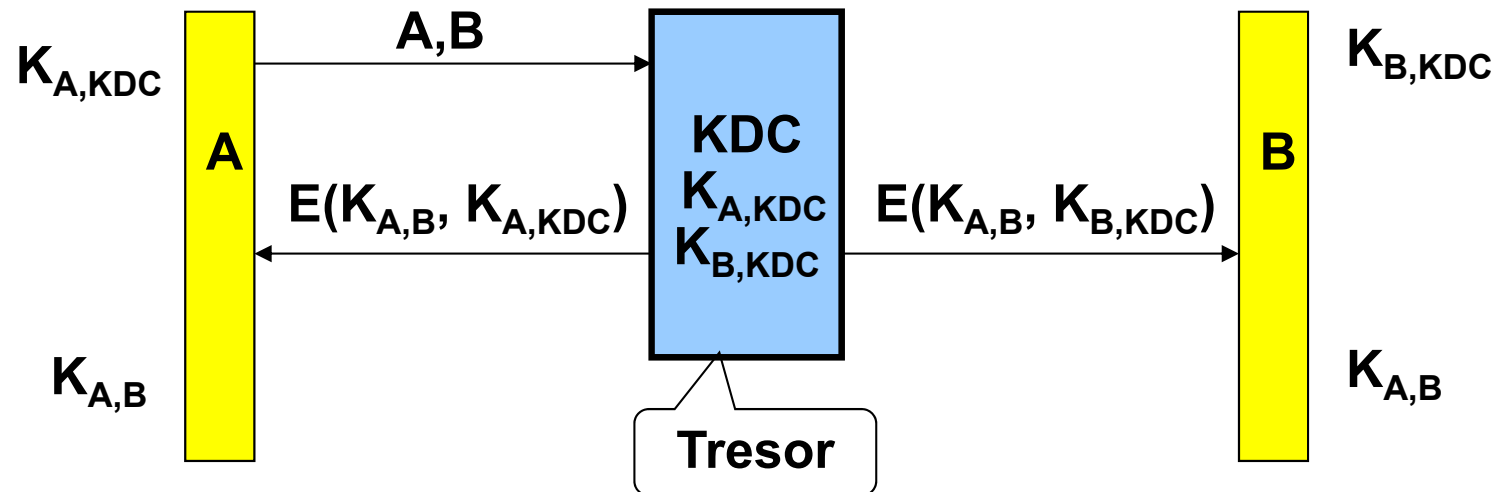 A,B
K_A,KDC
K_B,KDC
A
KDC
B
K_A,KDC
E(K_A,B, K_A,KDC)
E(K_A,B, K_B,KDC)
K_B,KDC
K_A,B
K_A,B
Tresor